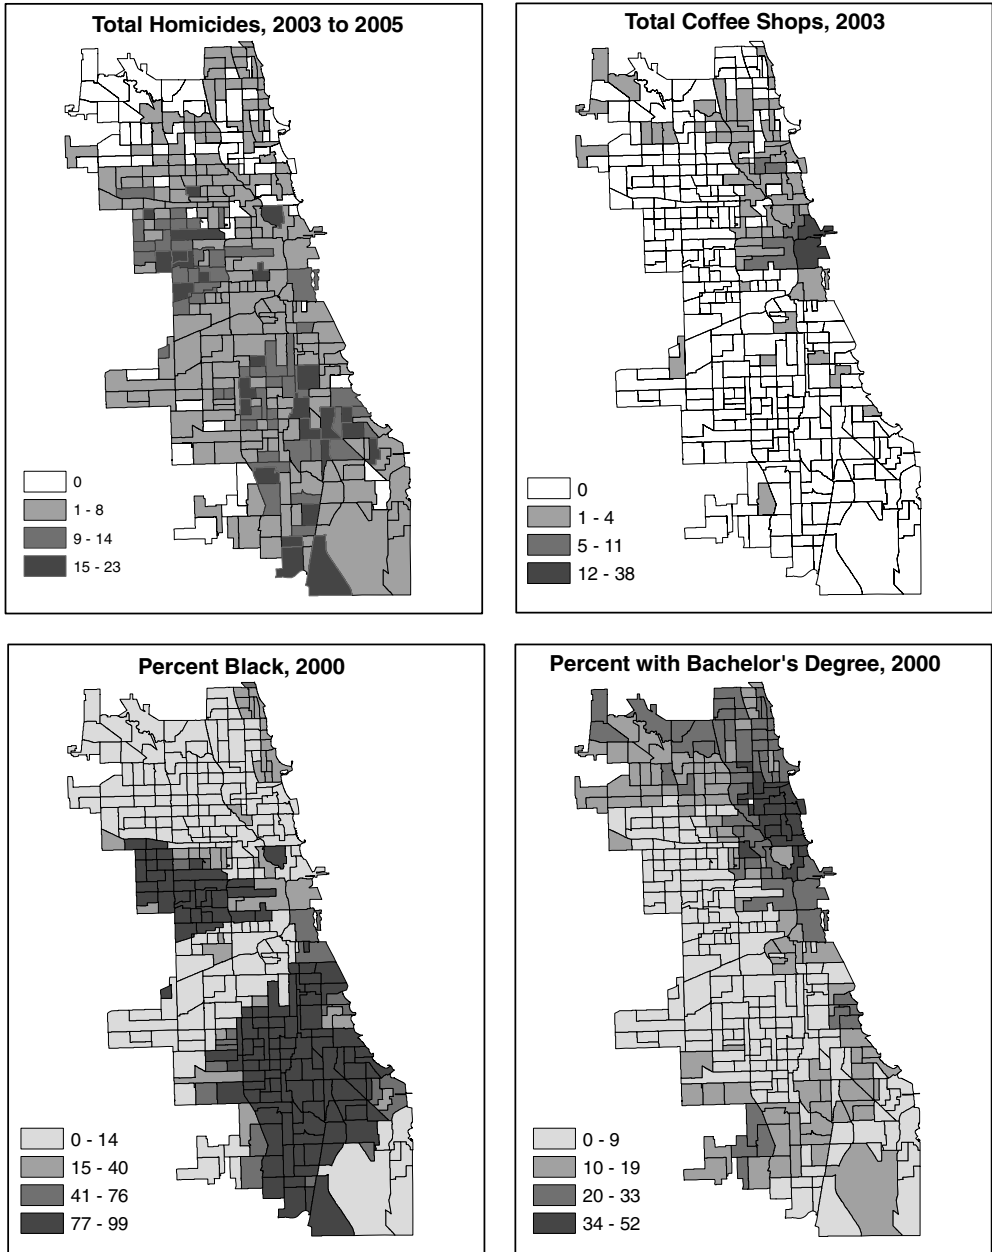 Total Homicides, 2003 to 2005
0
1 - 8
9 - 14
15 - 23
Total Coffee Shops, 2003
0
1 - 4
5 - 11
12 - 38
Percent Black, 2000
0 - 14
15 - 40
41 - 76
77 - 99
Percent with Bachelor's Degree, 2000
0 - 9
10 - 19
20 - 33
34 - 52